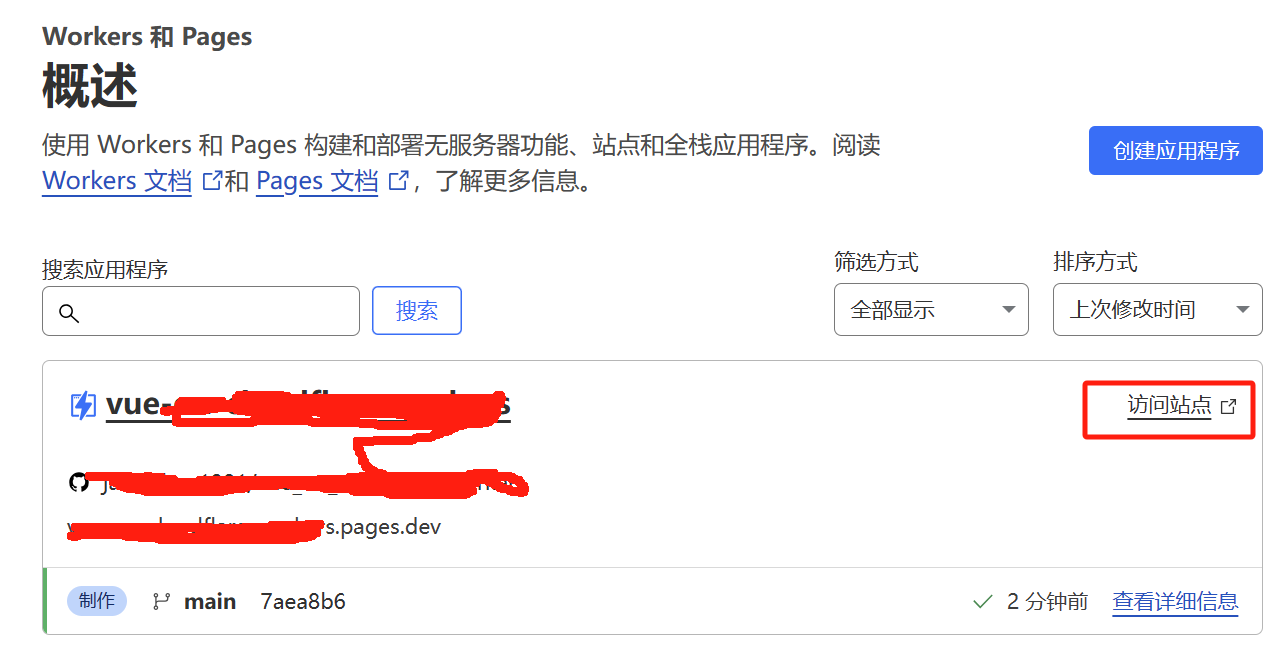 Workers 和 Pages
概述
使用 Workers 和 Pages 构建和部署无服务器功能、站点和全栈应用程序。阅读
Workers 文档 和 Pages 文档，了解更多信息。
创建应用程序
搜索应用程序
搜索
筛选方式
全部显示
排序方式
上次修改时间
vue-
访问站点
s.pages.dev
制作 main 7aea8b6
2 分钟前 查看详细信息